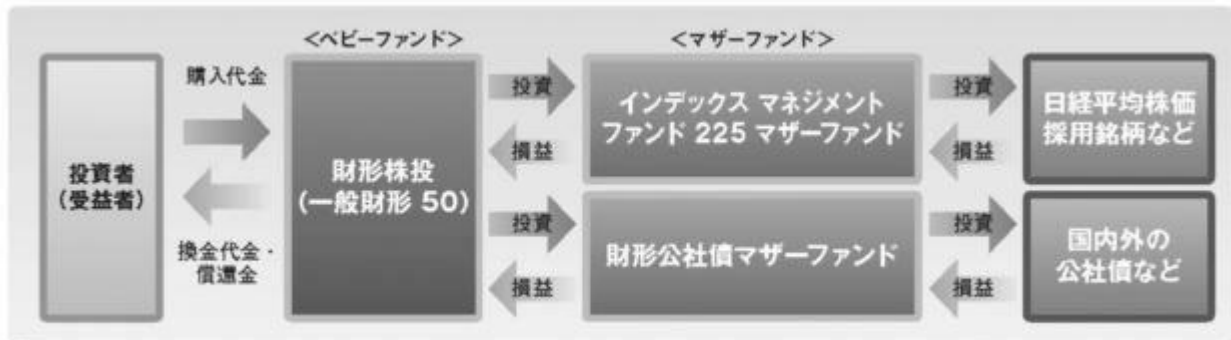 <ベビーファンド>
<マザーファンド>
投資者
(受益者)
購入代金
換金代金・
償還金
財形株投
(一般財形 50)
投資
損益
投資
損益
インデックス マネジメント
ファンド 225 マザーファンド
財形公社債マザーファンド
投資
損益
投資
損益
日経平均株価
採用銘柄など
国内外の
公社債など